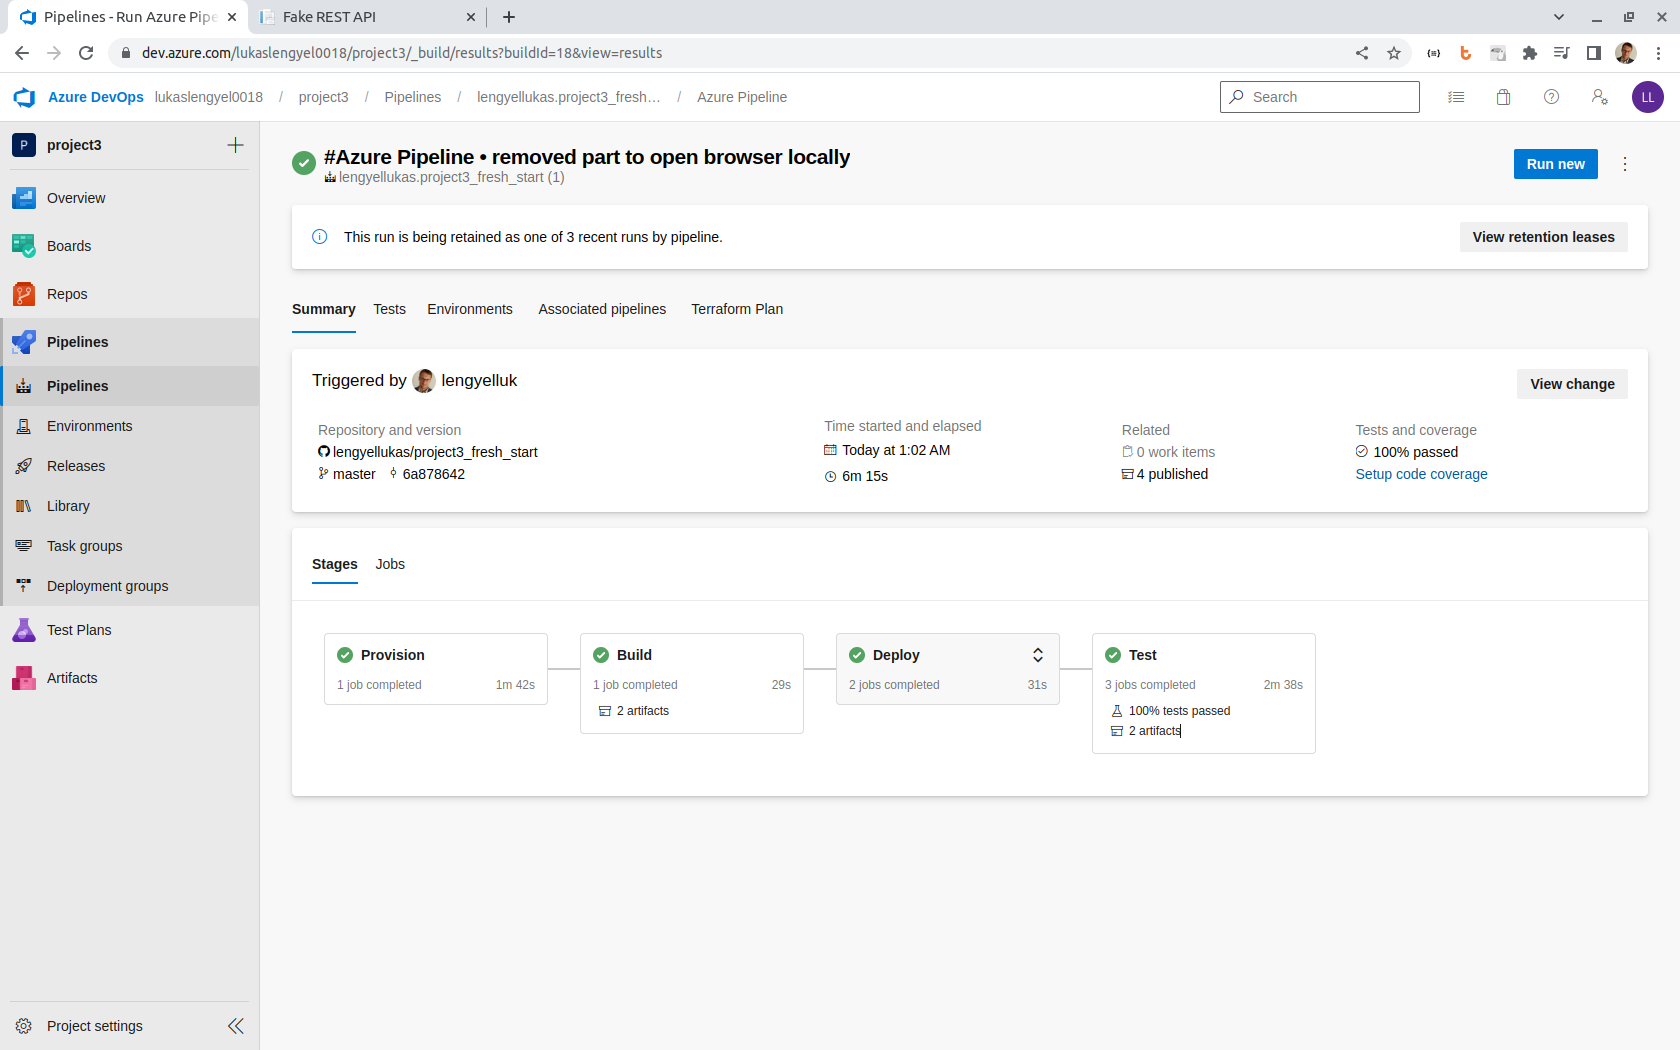 Pipelines - Run Azure Pipe
Fake REST API
dev.azure.com/lukaslengyel0018/project3/_build/results?buildId=18&view=results
Azure DevOps lukaslengyel0018 / project3 / Pipelines / lengyellukas.project3_fresh... / Azure Pipeline
Search
LL
P project3
Overview
Boards
Repos
Pipelines
Pipelines
Environments
Releases
Library
Task groups
Deployment groups
Test Plans
Artifacts
Project settings
#Azure Pipeline • removed part to open browser locally
lengyellukas.project3_fresh_start (1)
Run new
This run is being retained as one of 3 recent runs by pipeline.
View retention leases
Summary Tests Environments Associated pipelines Terraform Plan
Triggered by lengyelluk
View change
Repository and version
lengyellukas/project3_fresh_start
master 6a878642
Time started and elapsed
Today at 1:02 AM
6m 15s
Related
0 work items
4 published
Tests and coverage
100% passed
Setup code coverage
Stages Jobs
Provision
1 job completed 1m 42s
Build
1 job completed 29s
2 artifacts
Deploy
2 jobs completed 31s
Test
3 jobs completed 2m 38s
100% tests passed
2 artifacts